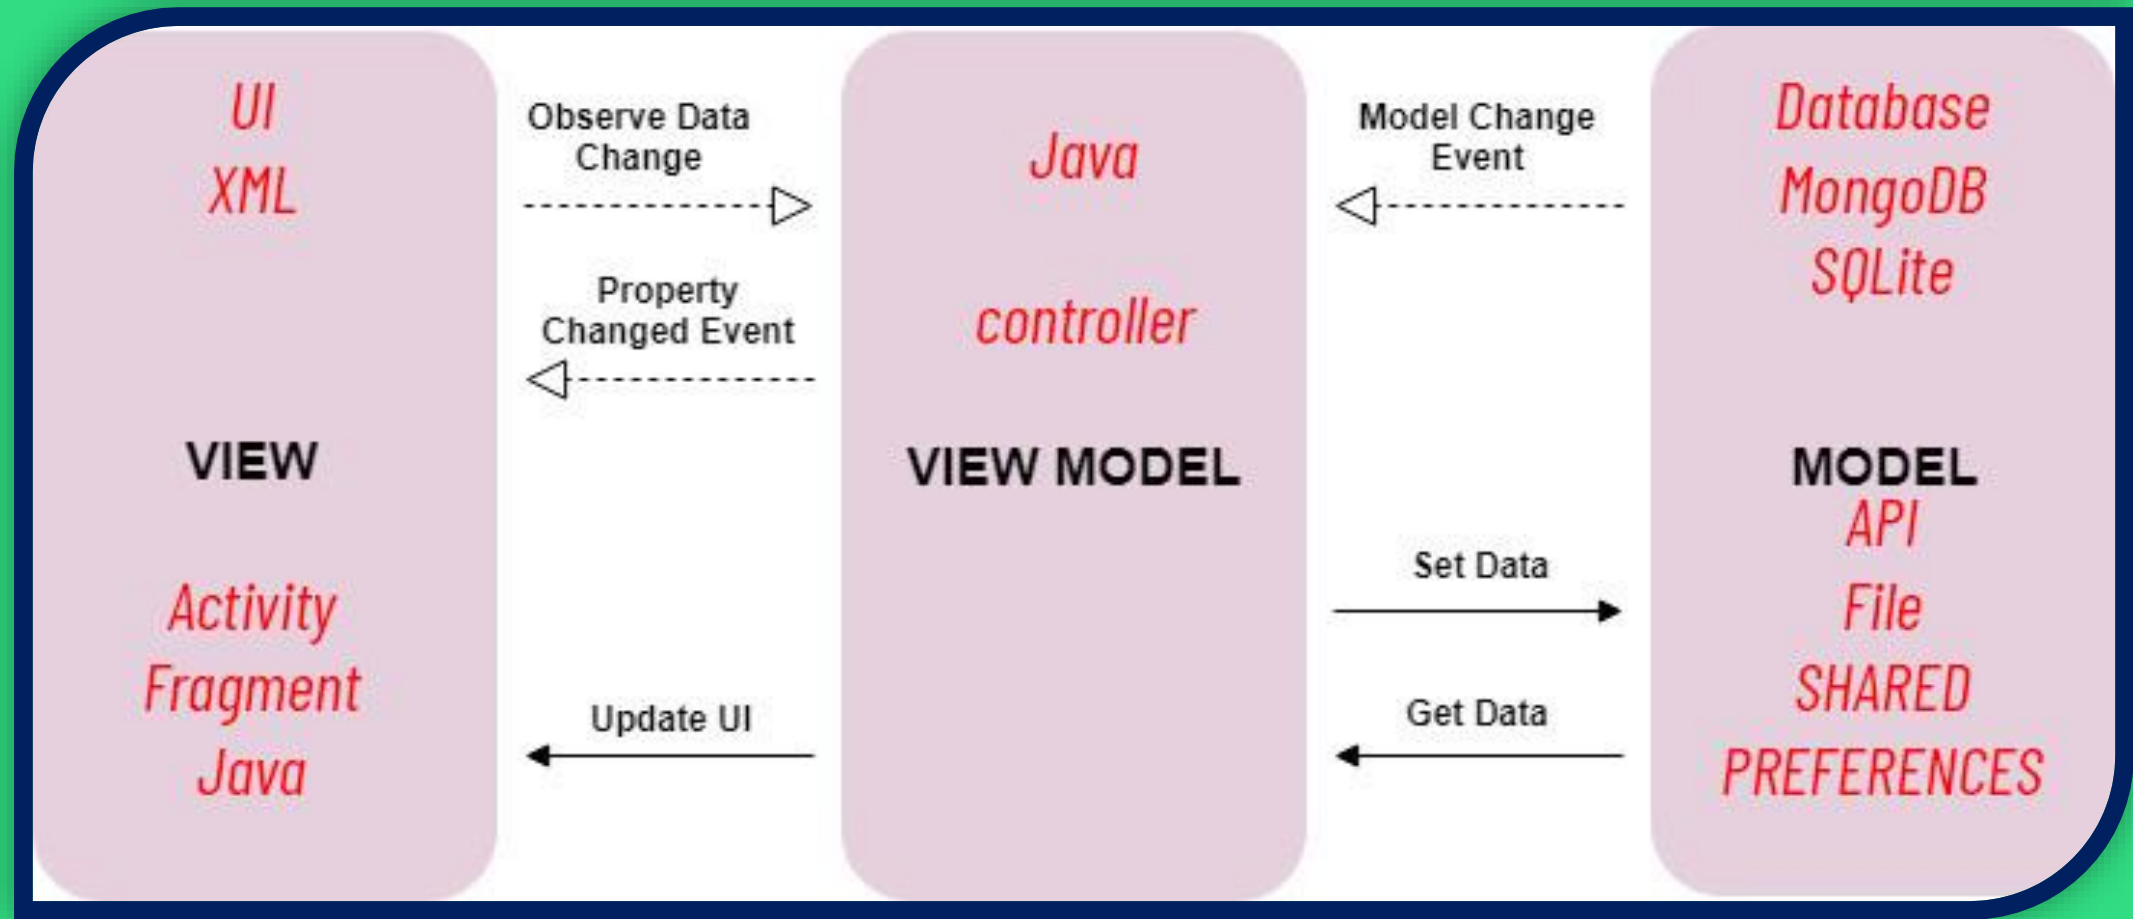 UI
XML
VIEW
Activity
Fragment
Java
Observe Data
Change
Property
Changed Event
Update UI
Java
controller
VIEW MODEL
Model Change
Event
Set Data
Get Data
Database
MongoDB
SQLite
MODEL
API
File
SHARED
PREFERENCES